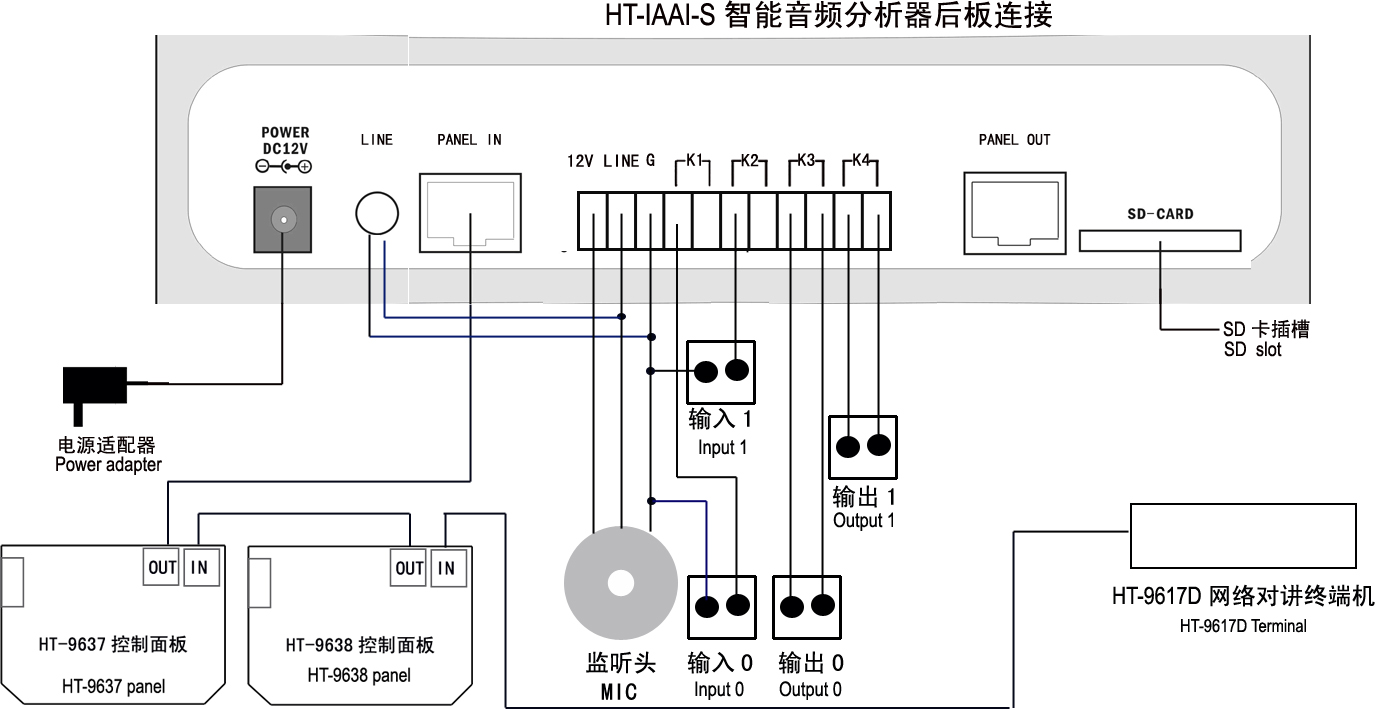 HT-IAAI-S 智能音频分析器后板连接
POWER
DC12V
LINE
PANEL IN
12V LINE G K1 K2 K3 K4
PANEL OUT
SD-CARD
SD 卡插槽
SD slot
电源适配器
Power adapter
输入 1
Input 1
输出 1
Output 1
OUT IN
HT-9637 控制面板
HT-9637 panel
OUT IN
HT-9638 控制面板
HT-9638 panel
监听头
MIC
输入 0
Input 0
输出 0
Output 0
HT-9617D 网络对讲终端机
HT-9617D Terminal